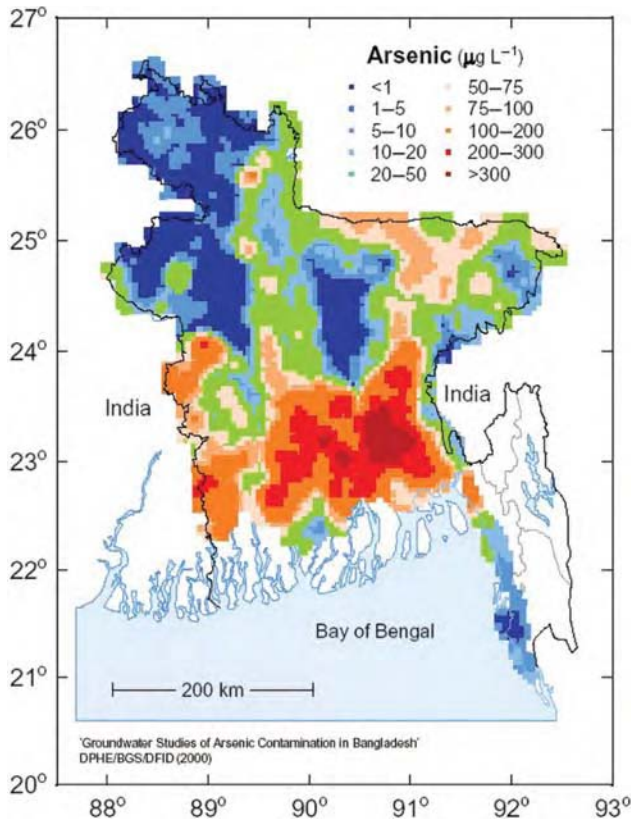 27°
26°
25°
24°
23°
22°
21°
20°
Arsenic (µg L⁻¹)
<1
1–5
5–10
10–20
20–50
50–75
75–100
100–200
200–300
>300
India
India
Bay of Bengal
200 km
'Groundwater Studies of Arsenic Contamination in Bangladesh'
DPHE/BGS/DFID (2000)
88° 89° 90° 91° 92° 93°